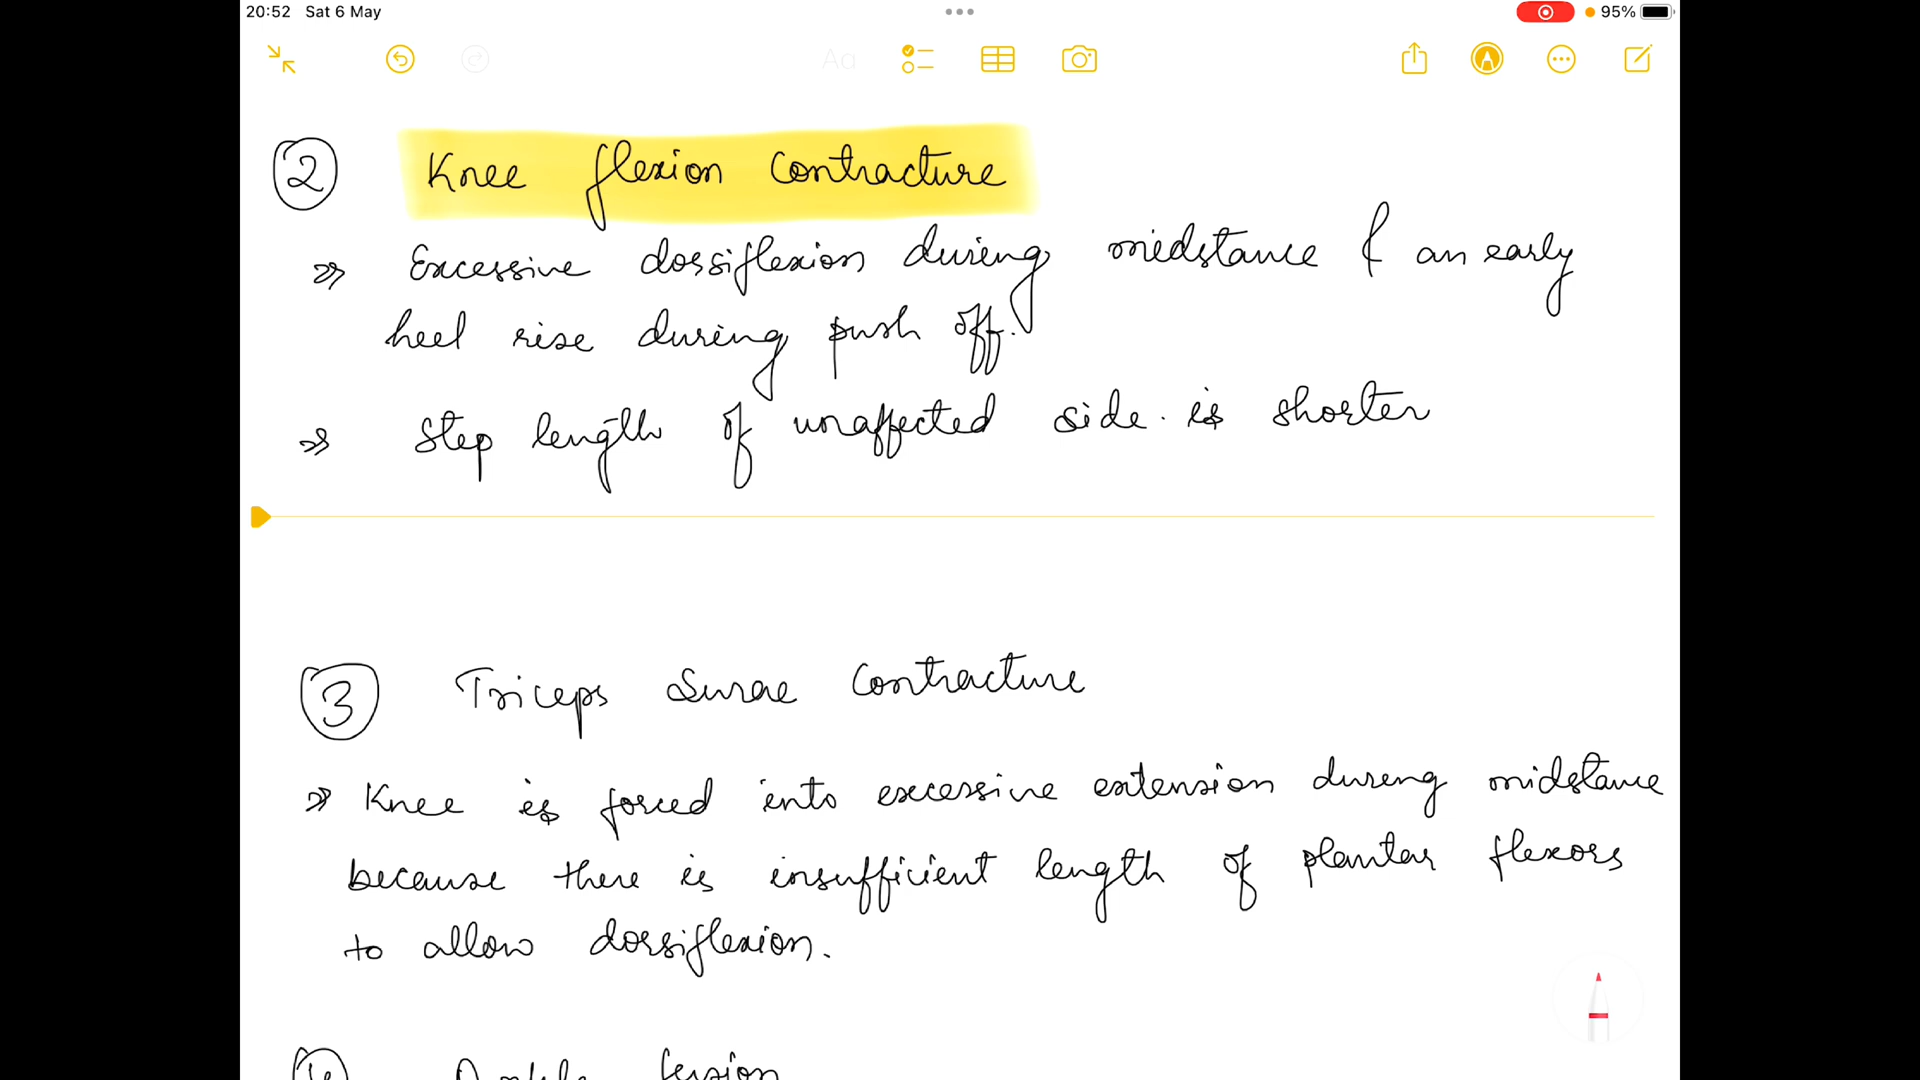 20:52 Sat 6 May
95%
Aa
2 Knee flexion Contracture
Excessive dorsiflexion during midstance & an early
heel rise during push off.
Step length of unaffected side is shorter
3 Triceps Surae Contracture
Knee is forced into excessive extension during midstance
because there is insufficient length of plantar flexors
to allow dorsiflexion.